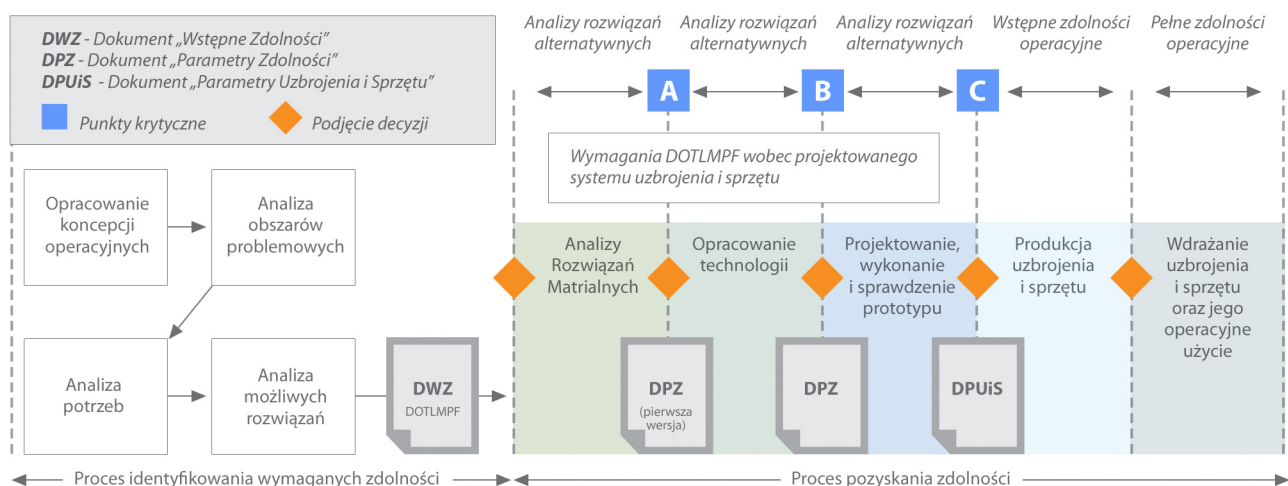 DWZ - Dokument „Wstępne Zdolności”
DPZ - Dokument „Parametry Zdolności”
DPUiS - Dokument „Parametry Uzbrojenia i Sprzętu”
Punkty krytyczne
Podjęcie decyzji
Analizy rozwiązań
alternatywnych
Analizy rozwiązań
alternatywnych
Analizy rozwiązań
alternatywnych
Wstępne zdolności
operacyjne
Pełne zdolności
operacyjne
A
B
C
Wymagania DOTLMPF wobec projektowanego
systemu uzbrojenia i sprzętu
Opracowanie
koncepcji
operacyjnych
Analiza
obszarów
problemowych
Analiza
potrzeb
Analiza
możliwych
rozwiązań
DWZ
DOTLMPF
Analizy
Rozwiązań
Matrialnych
Opracowanie
technologii
Projektowanie,
wykonanie
i sprawdzenie
prototypu
Produkcja
uzbrojenia
i sprzętu
Wdrażanie
uzbrojenia
i sprzętu
oraz jego
operacyjne
użycie
DPZ
(pierwsza
wersja)
DPZ
DPUiS
Proces identyfikowania wymaganych zdolności
Proces pozyskania zdolności